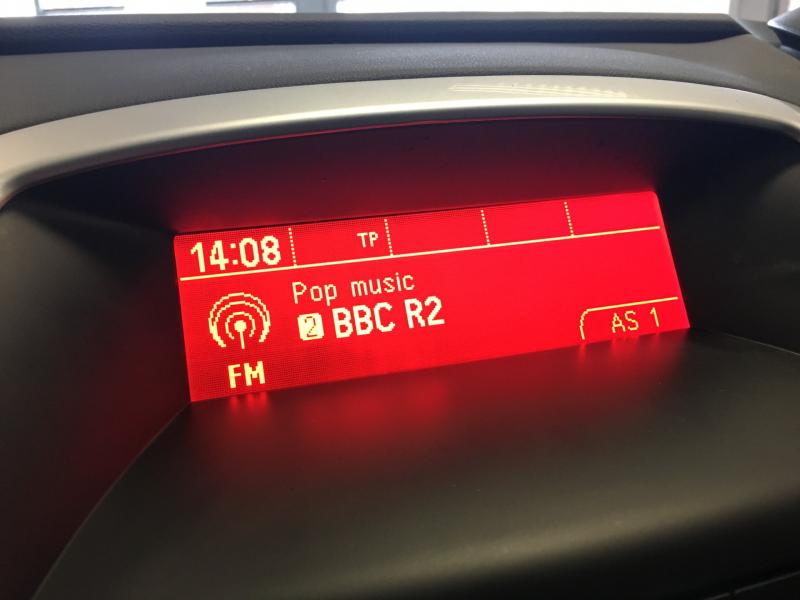 14:08 TP
Pop music
2 BBC R2
AS 1
FM